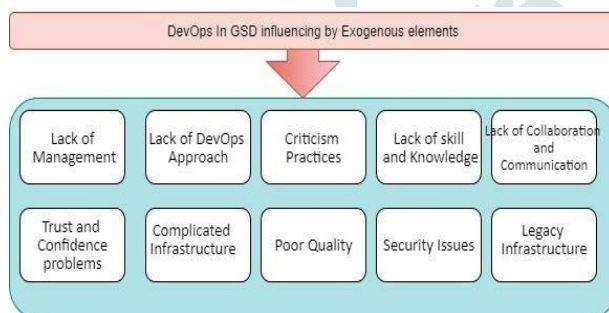 DevOps In GSD influencing by Exogenous elements
Lack of
Management
Lack of DevOps
Approach
Criticism
Practices
Lack of skill
and Knowledge
Lack of Collaboration
and
Communication
Trust and
Confidence
problems
Complicated
Infrastructure
Poor Quality
Security Issues
Legacy
Infrastructure